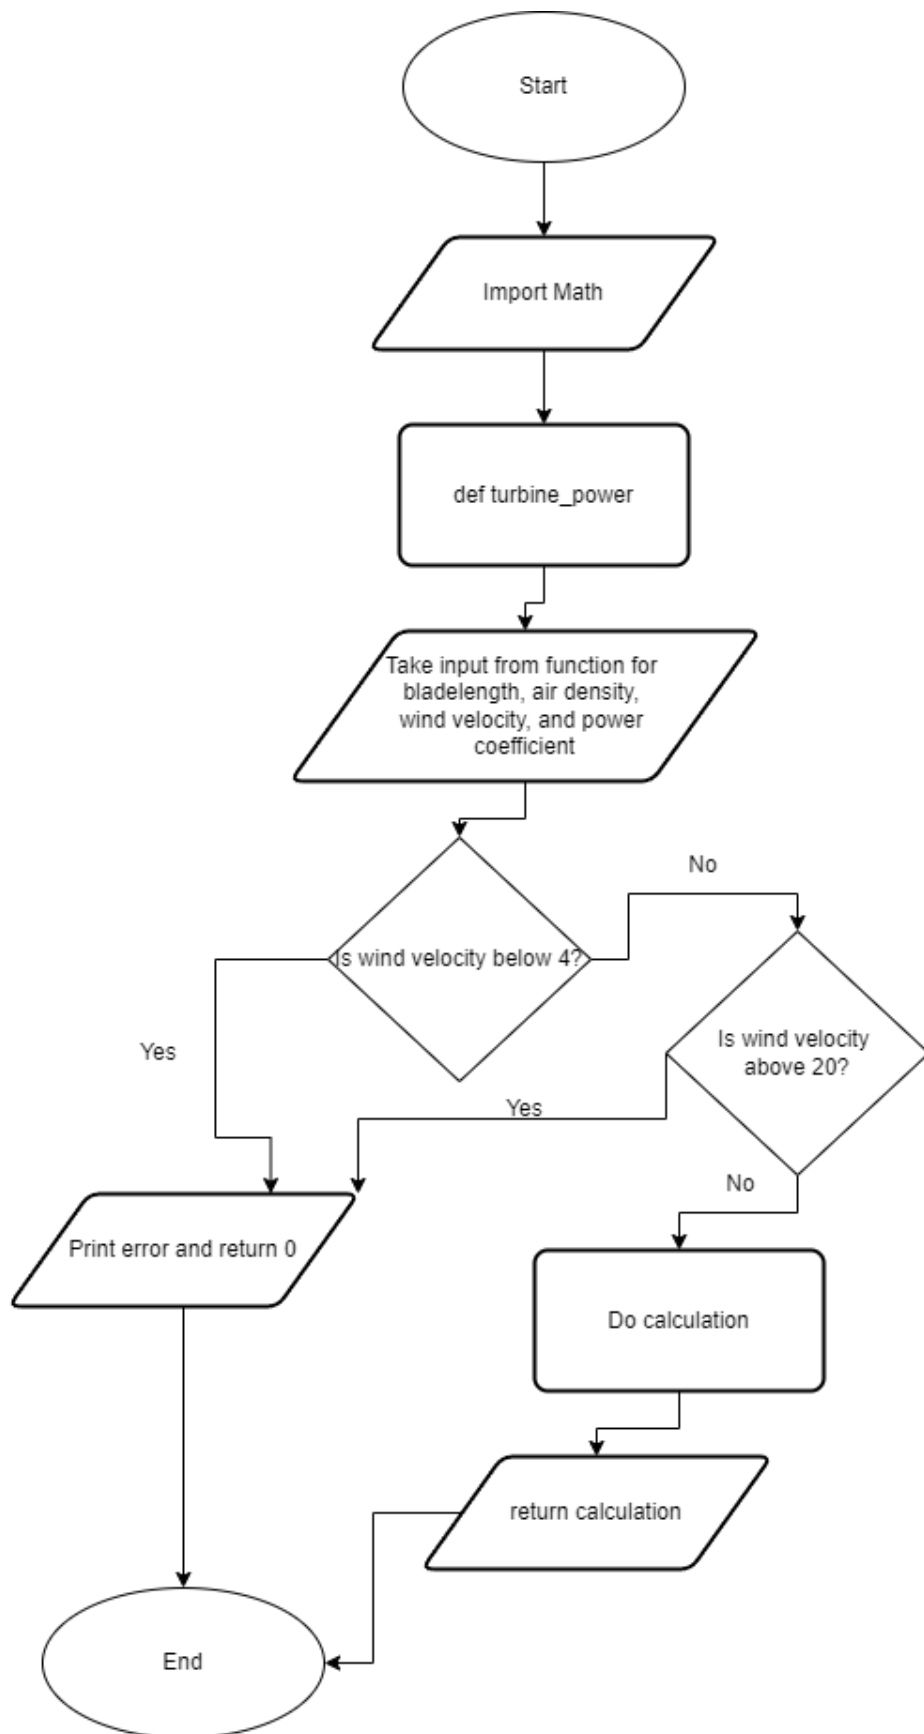 Start
Import Math
def turbine_power
Take input from function for
bladelength, air density,
wind velocity, and power
coefficient
No
Is wind velocity below 4?
Is wind velocity
above 20?
Yes
Yes
No
Print error and return 0
Do calculation
return calculation
End